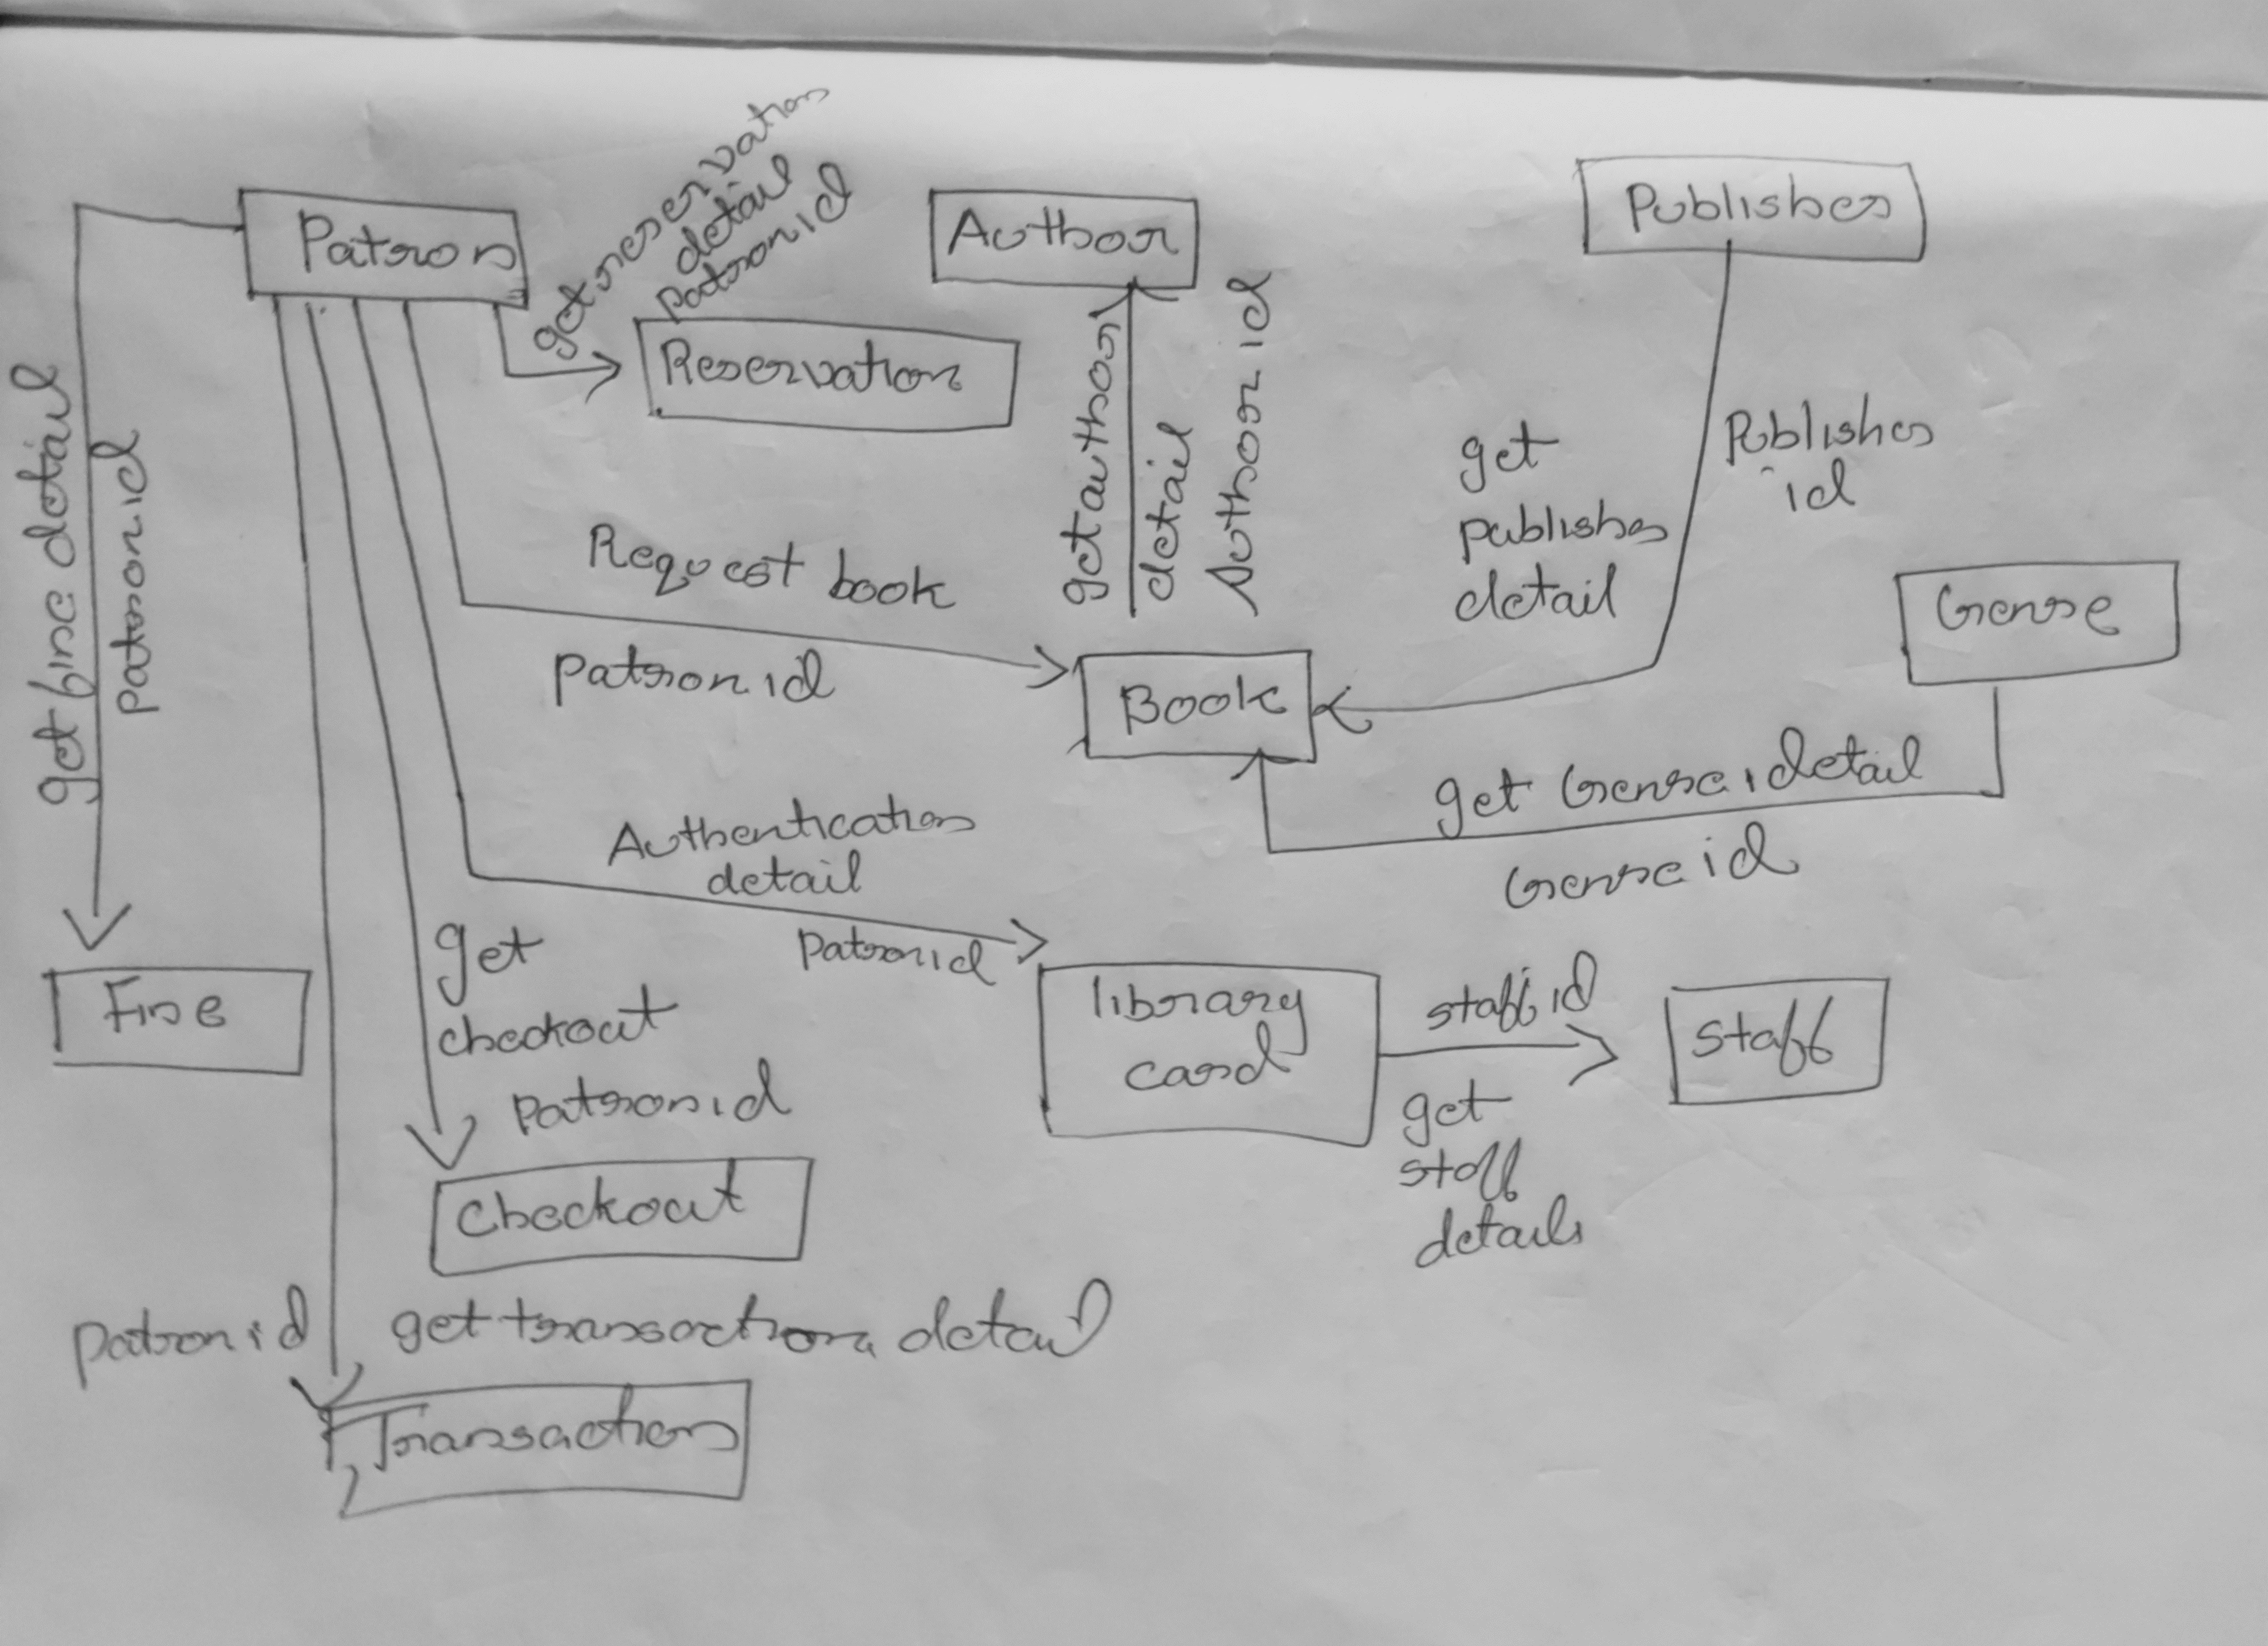 get reservation
detail
patron id
Patron
Author
Publisher
Reservation
get fine detail
patron id
get author
detail
Author id
get
publisher
detail
Publisher
id
Request book
patron id
Book
Genre
get Genre detail
Genre id
Authentication
detail
patron id
Fine
get
checkout
patron id
library
card
staff id
get
staff
details
staff
checkout
patron id
get transaction detail
Transaction